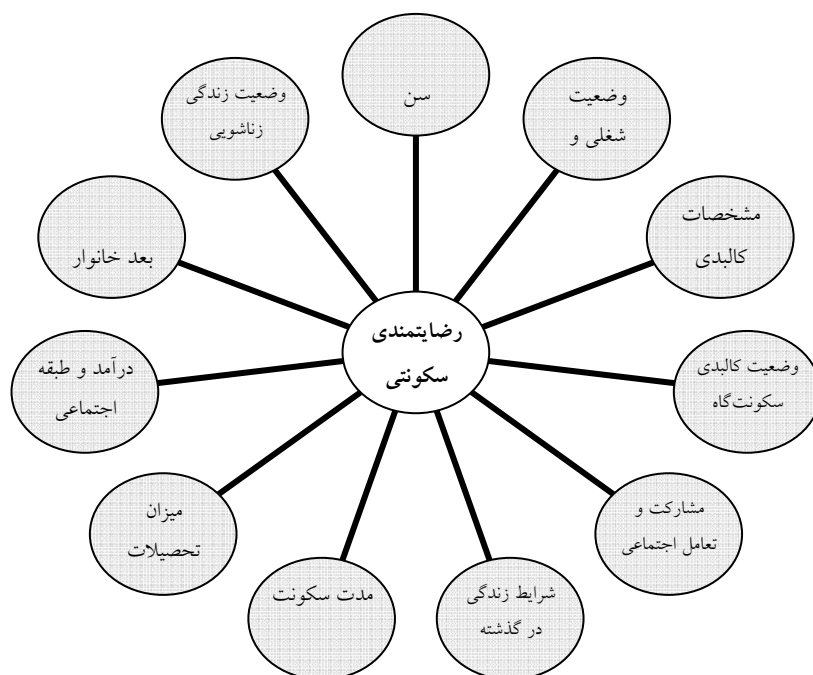 سن
وضعیت
شغلی و
مشخصات
کالبدی
وضعیت کالبدی
سکونت‌گاه
مشارکت و
تعامل اجتماعی
شرایط زندگی
در گذشته
مدت سکونت
میزان
تحصیلات
درآمد و طبقه
اجتماعی
بعد خانوار
وضعیت زندگی
زناشویی
رضایتمندی
سکونتی